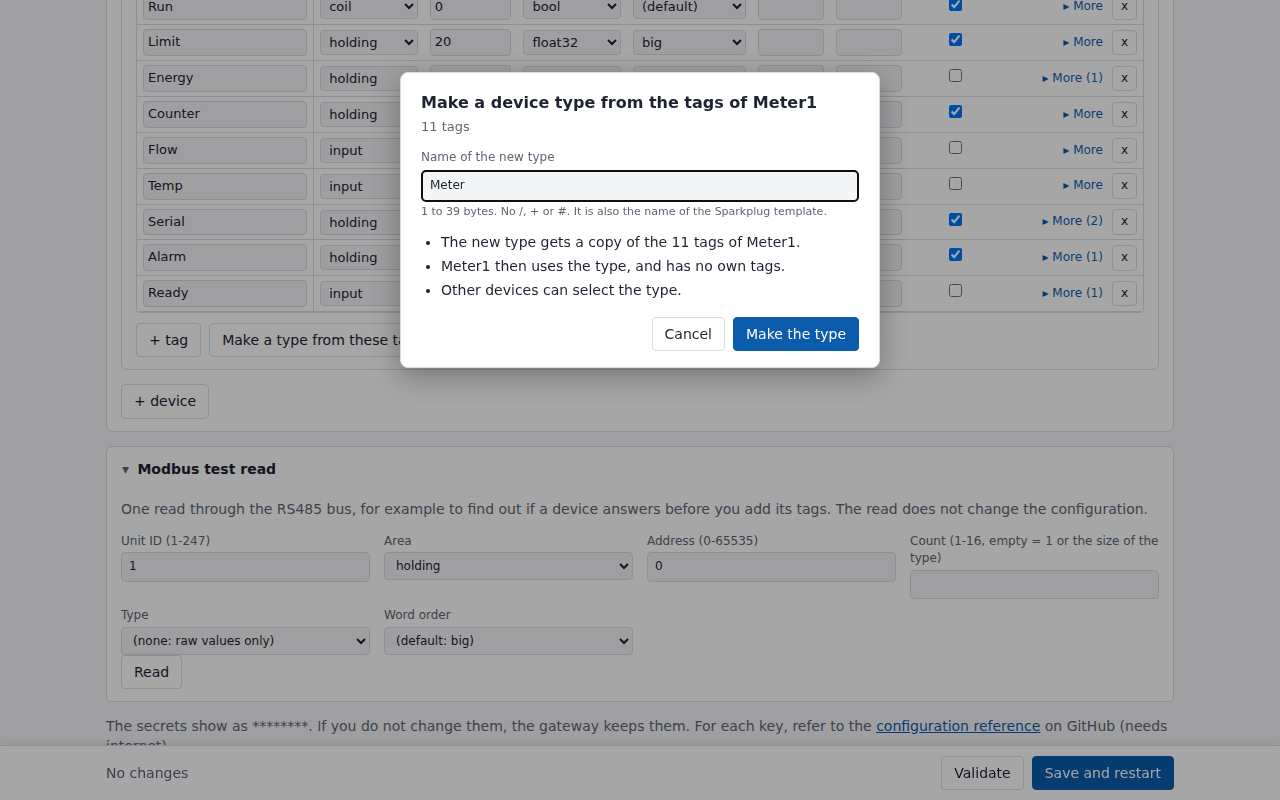 Run coil 0 bool (default) ▸ More x
Limit holding 20 float32 big ▸ More x
Energy holding ▸ More (1) x
Counter holding ▸ More x
Flow input ▸ More x
Temp input ▸ More x
Serial holding ▸ More (2) x
Alarm holding ▸ More (1) x
Ready input ▸ More (1) x
+ tag Make a type from these ta
+ device
Make a device type from the tags of Meter1
11 tags
Name of the new type
Meter
1 to 39 bytes. No /, + or #. It is also the name of the Sparkplug template.
• The new type gets a copy of the 11 tags of Meter1.
• Meter1 then uses the type, and has no own tags.
• Other devices can select the type.
Cancel Make the type
▾ Modbus test read
One read through the RS485 bus, for example to find out if a device answers before you add its tags. The read does not change the configuration.
Unit ID (1-247) Area Address (0-65535) Count (1-16, empty = 1 or the size of the
type)
1 holding 0
Type Word order
(none: raw values only) (default: big)
Read
The secrets show as ********. If you do not change them, the gateway keeps them. For each key, refer to the configuration reference on GitHub (needs
internet)
No changes Validate Save and restart